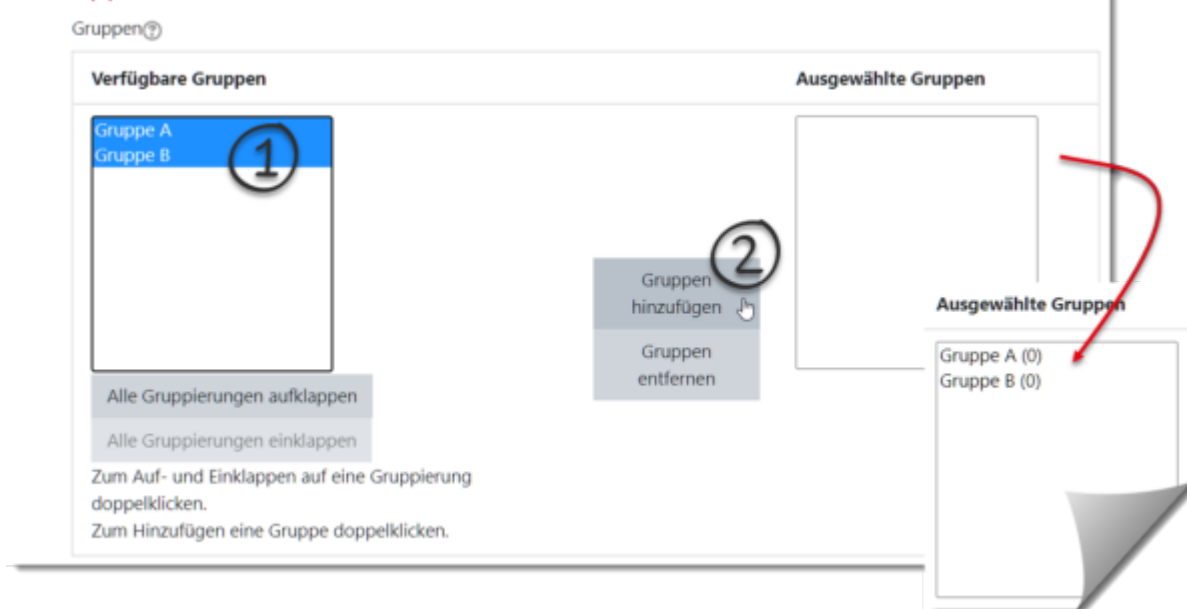 Gruppen?
Verfügbare Gruppen
Ausgewählte Gruppen
Gruppe A
Gruppe B
1
2
Gruppen
hinzufügen
Gruppen
entfernen
Alle Gruppierungen aufklappen
Alle Gruppierungen einklappen
Zum Auf- und Einklappen auf eine Gruppierung
doppelklicken.
Zum Hinzufügen eine Gruppe doppelklicken.
Ausgewählte Gruppen
Gruppe A (0)
Gruppe B (0)